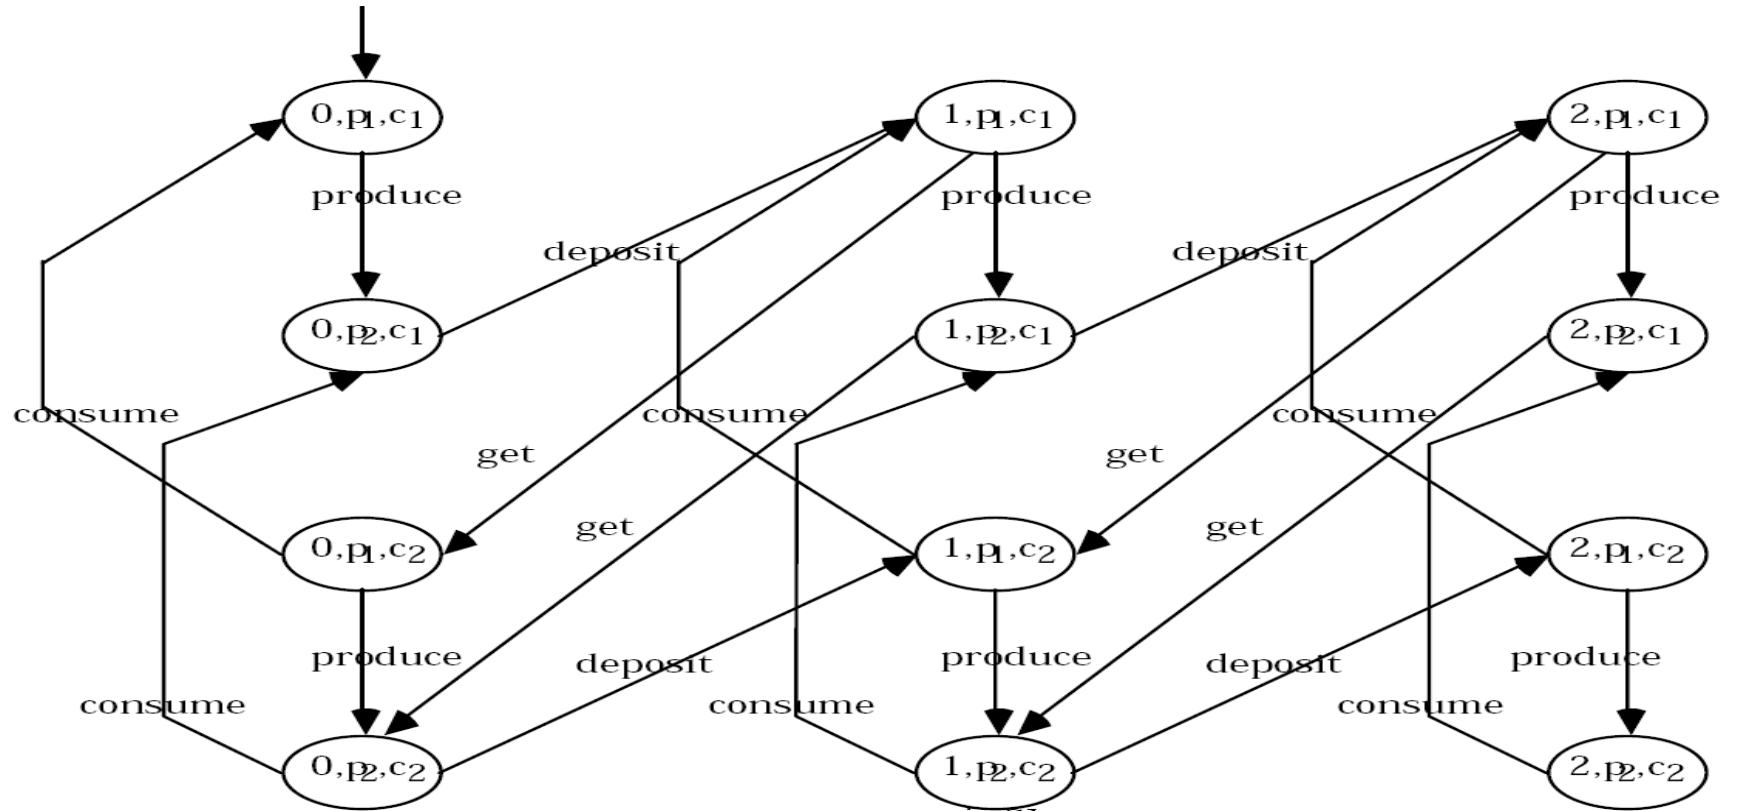 0,p1,c1 1,p1,c1 2,p1,c1
produce produce produce
deposit deposit
0,p2,c1 1,p2,c1 2,p2,c1
consume consume consume
get get
get get
0,p1,c2 1,p1,c2 2,p1,c2
produce deposit produce deposit produce
consume consume consume
0,p2,c2 1,p2,c2 2,p2,c2